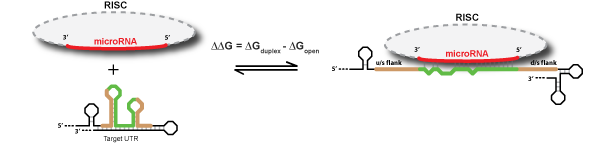 RISC
microRNA
3’ 5’
+
5’
3’
Target UTR
ΔΔG = ΔGduplex - ΔGopen
RISC
microRNA
3’ 5’
5’ u/s flank d/s flank
3’